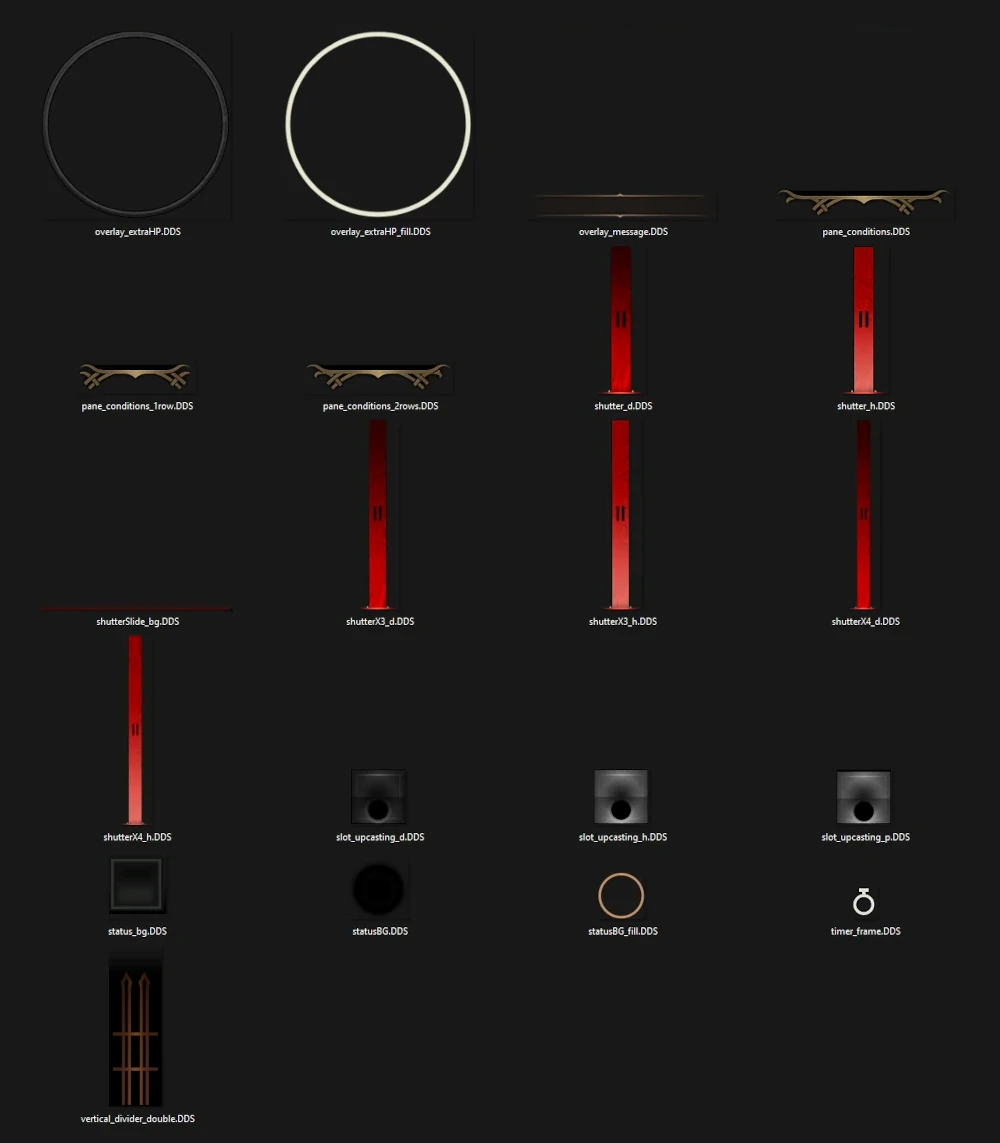 overlay_extraHP.DDS
overlay_extraHP_fill.DDS
overlay_message.DDS
pane_conditions.DDS
pane_conditions_1row.DDS
pane_conditions_2rows.DDS
shutter_d.DDS
shutter_h.DDS
shutterSlide_bg.DDS
shutterX3_d.DDS
shutterX3_h.DDS
shutterX4_d.DDS
shutterX4_h.DDS
slot_upcasting_d.DDS
slot_upcasting_h.DDS
slot_upcasting_p.DDS
status_bg.DDS
statusBG.DDS
statusBG_fill.DDS
timer_frame.DDS
vertical_divider_double.DDS